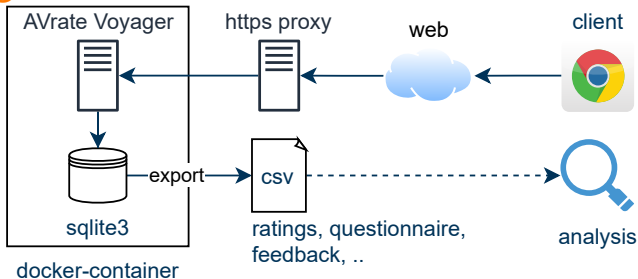 AVrate Voyager
https proxy
web
client
export
csv
sqlite3
ratings, questionnaire,
feedback, ..
analysis
docker-container